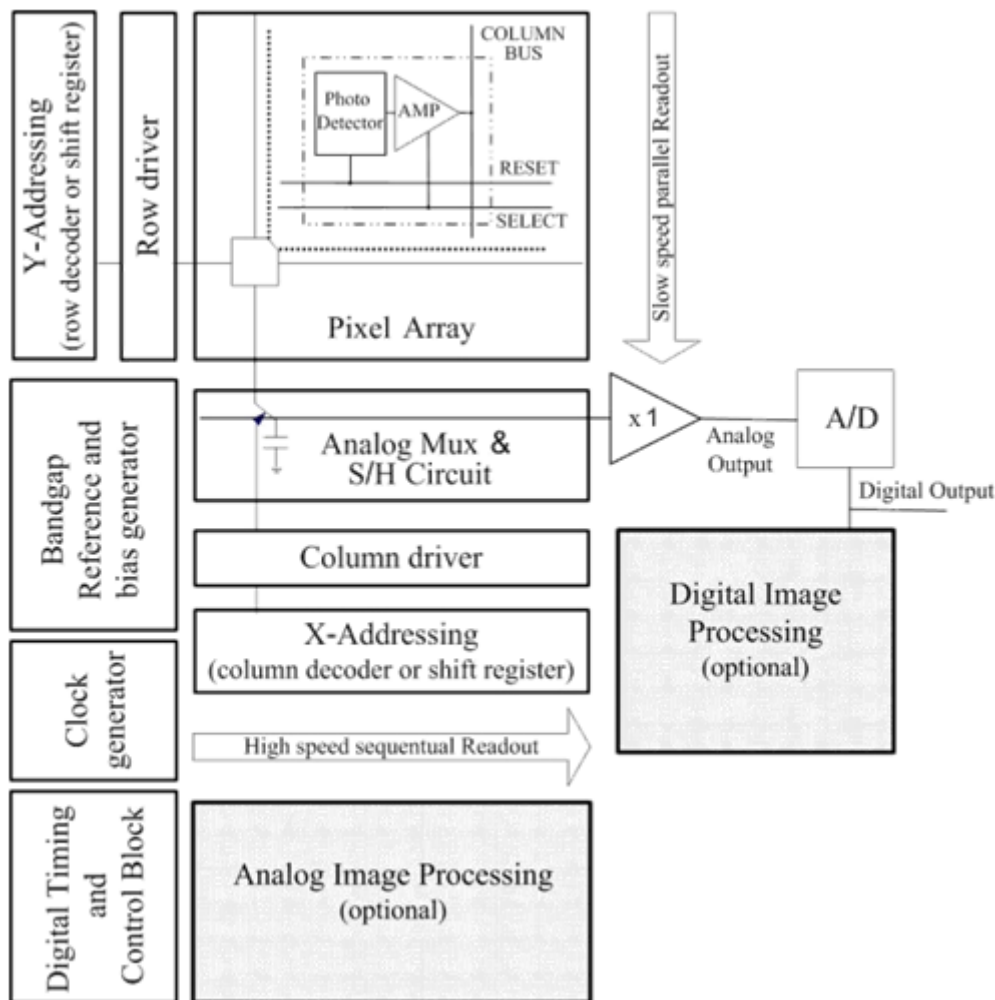 Y-Addressing
(row decoder or shift register)
Row driver
COLUMN
BUS
Photo
Detector
AMP
RESET
SELECT
Pixel Array
Slow speed parallel Readout
Bandgap
Reference and
bias generator
Analog Mux &
S/H Circuit
x 1
Analog
Output
A/D
Digital Output
Column driver
X-Addressing
(column decoder or shift register)
Digital Image
Processing
(optional)
Clock
generator
High speed sequentual Readout
Digital Timing
and
Control Block
Analog Image Processing
(optional)